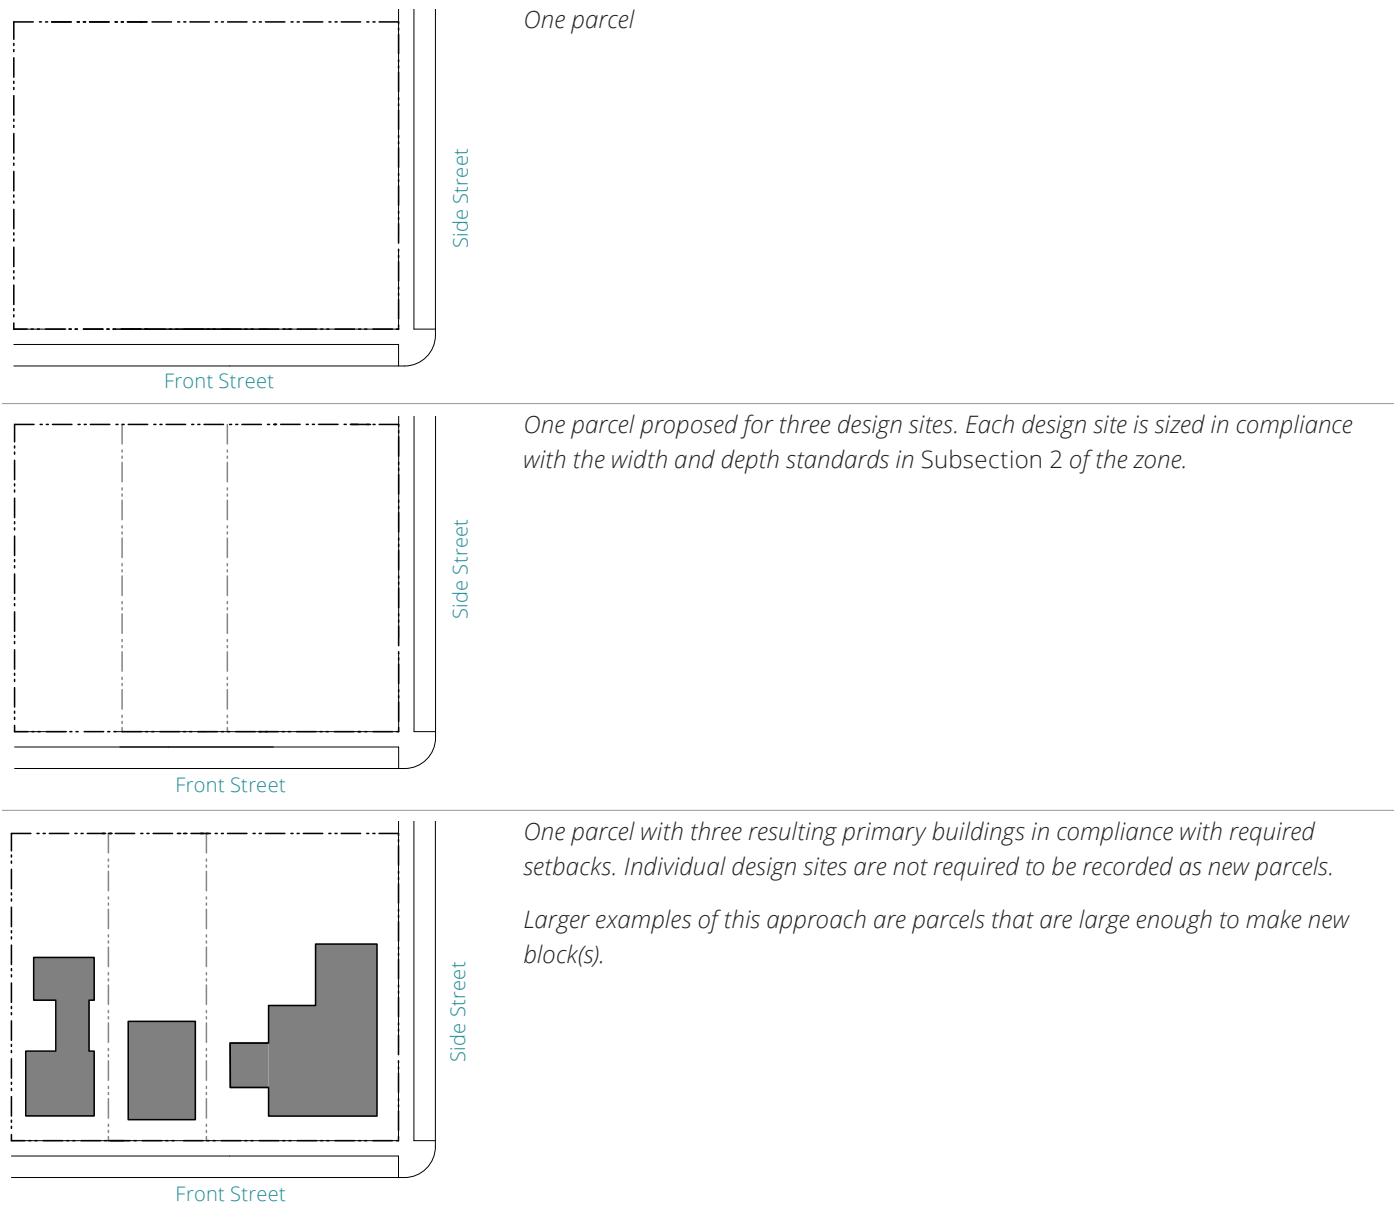 One parcel
Side Street
Front Street
One parcel proposed for three design sites. Each design site is sized in compliance
with the width and depth standards in Subsection 2 of the zone.
Side Street
Front Street
One parcel with three resulting primary buildings in compliance with required
setbacks. Individual design sites are not required to be recorded as new parcels.
Larger examples of this approach are parcels that are large enough to make new
block(s).
Side Street
Front Street